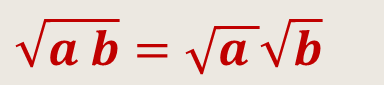 √(a b) = √a √b